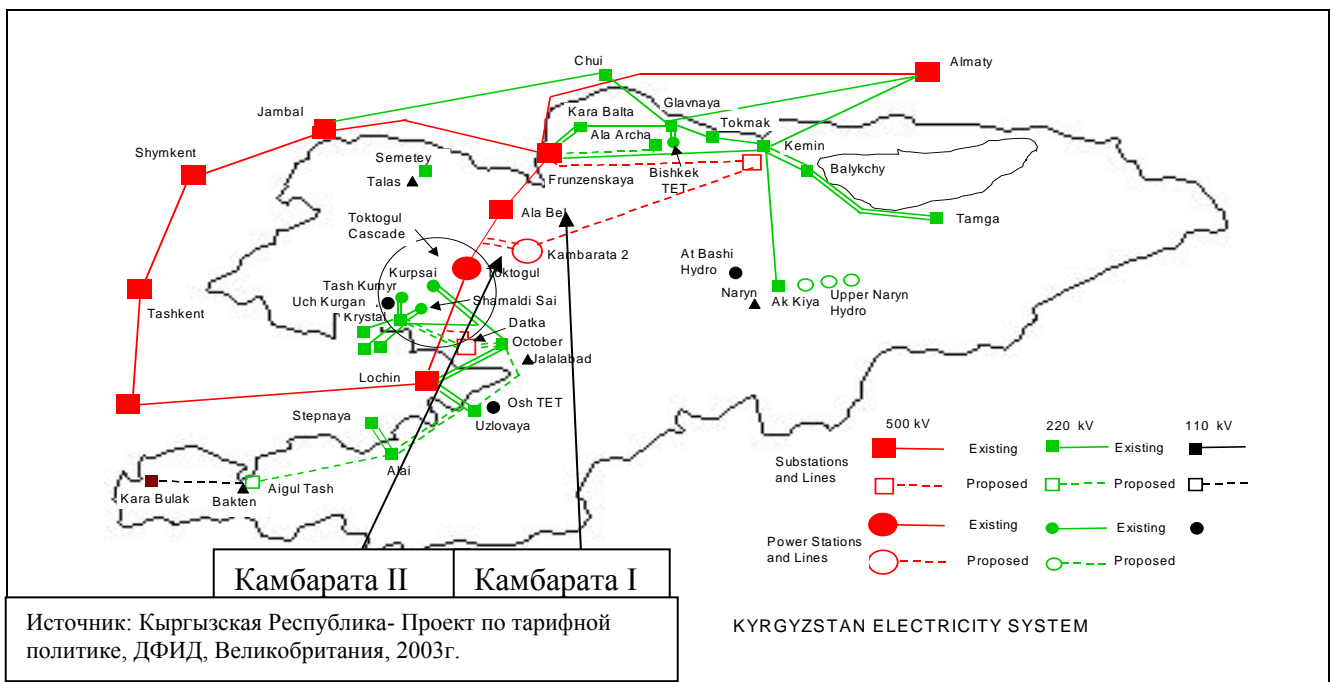 Chui
Almaty
Jambal
Kara Balta
Glavnaya
Ala Archa
Tokmak
Shymkent
Semetey
Talas
Frunzenskaya
Bishkek
TET
Kemin
Balykchy
Tamga
Toktogul
Cascade
Ala Bel
Kambarata 2
Kurpsai
Toktogul
Tash Kumyr
Uch Kurgan
Shamaldi Sai
Krystal
Tashkent
At Bashi
Hydro
Naryn
Ak Kiya
Upper Naryn
Hydro
Datka
October
Jalalabad
Lochin
Osh TET
Uzlovaya
Stepnaya
Alai
Kara Bulak
Bakten
Aigul Tash
500 kV
220 kV
110 kV
Substations
and Lines
Existing
Existing
Proposed
Proposed
Power Stations
and Lines
Existing
Existing
Proposed
Proposed
Камбарата II
Камбарата I
Источник: Кыргызская Республика- Проект по тарифной
политике, ДФИД, Великобритания, 2003г.
KYRGYZSTAN ELECTRICITY SYSTEM